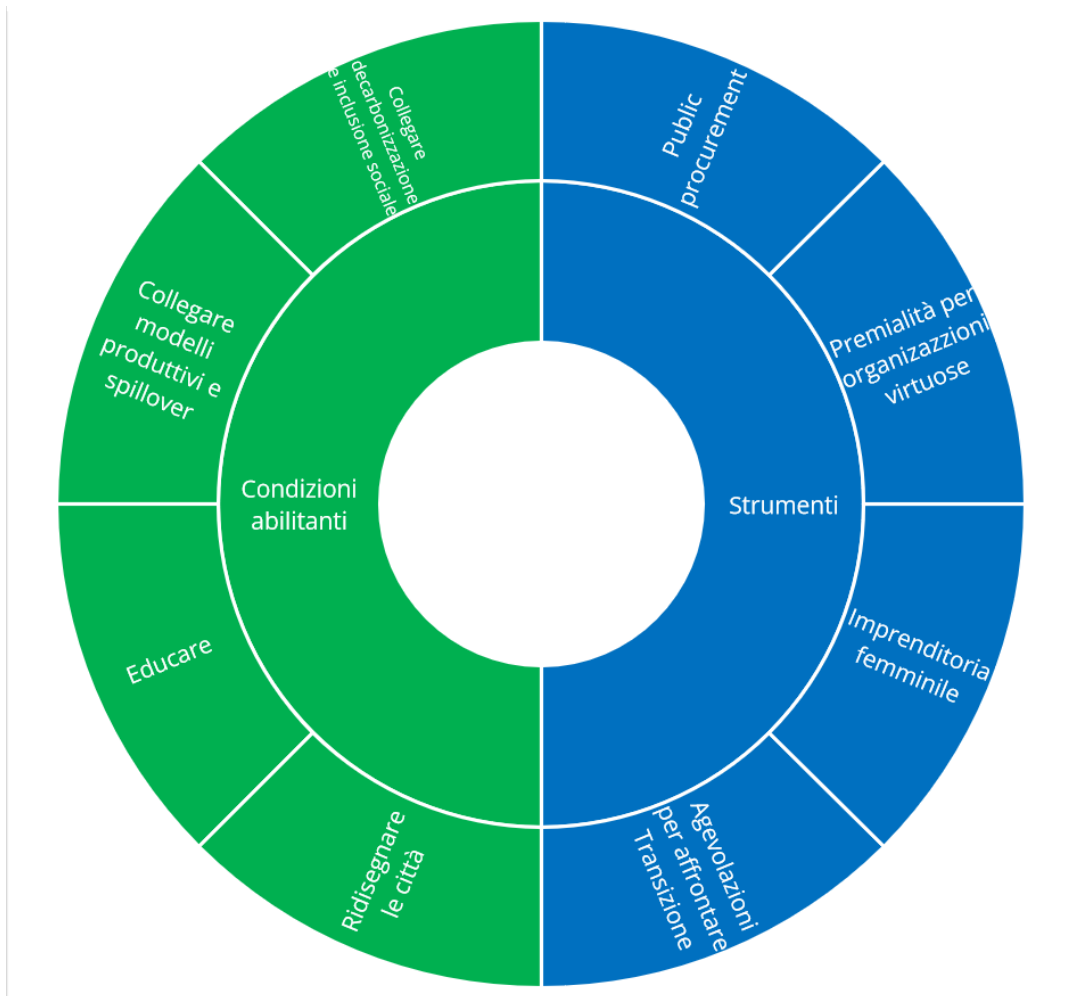 Collegare
decarbonizzazione
e inclusione sociale
Public
procurement
Collegare
modelli
produttivi e
spillover
Premialità per
organizazzioni
virtuose
Condizioni
abilitanti
Strumenti
Educare
Imprenditoria
femminile
Ridisegnare
le città
Agevolazioni
per affrontare
Transizione